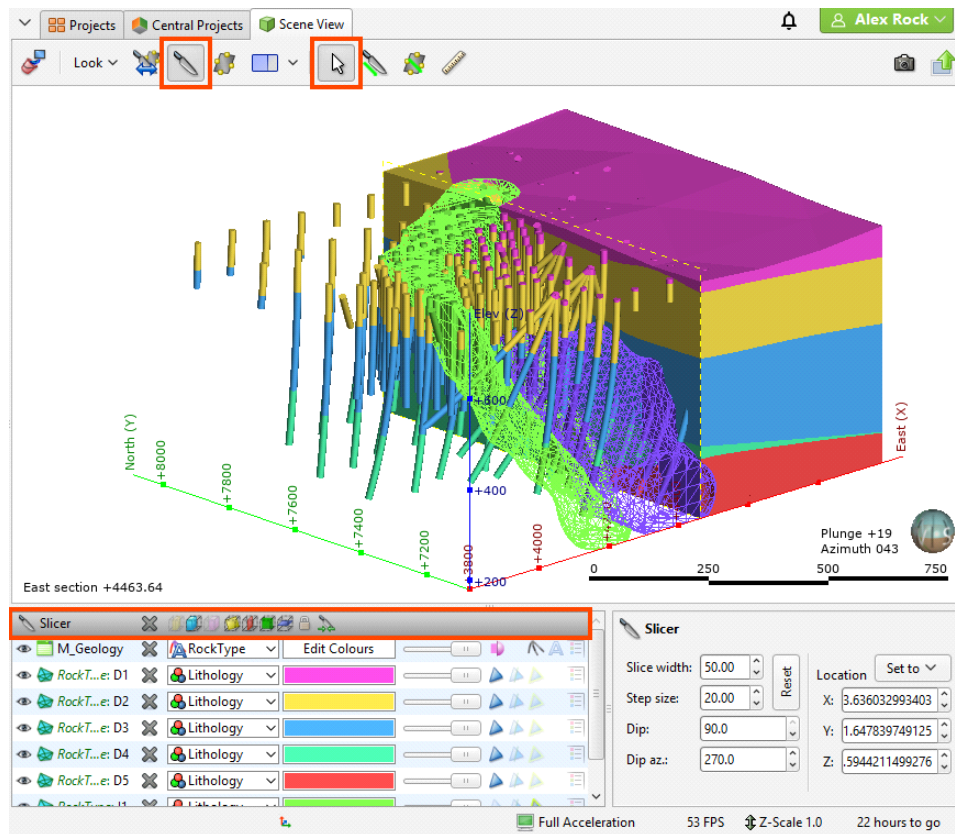 Projects Central Projects Scene View Alex Rock
Look
Elev (Z)
+600
+400
+200
North (Y)
+8000
+7800
+7600
+7400
+7200
East (X)
+3800
+4000
Plunge +19
Azimuth 043
0 250 500 750
East section +4463.64
Slicer
M_Geology RockType Edit Colours
RockT...e: D1 Lithology
RockT...e: D2 Lithology
RockT...e: D3 Lithology
RockT...e: D4 Lithology
RockT...e: D5 Lithology
Slicer
Slice width: 50.00
Step size: 20.00
Reset
Dip: 90.0
Dip az.: 270.0
Location Set to
X: 3.636032993403
Y: 1.647839749125
Z: .5944211499276
Full Acceleration 53 FPS Z-Scale 1.0 22 hours to go